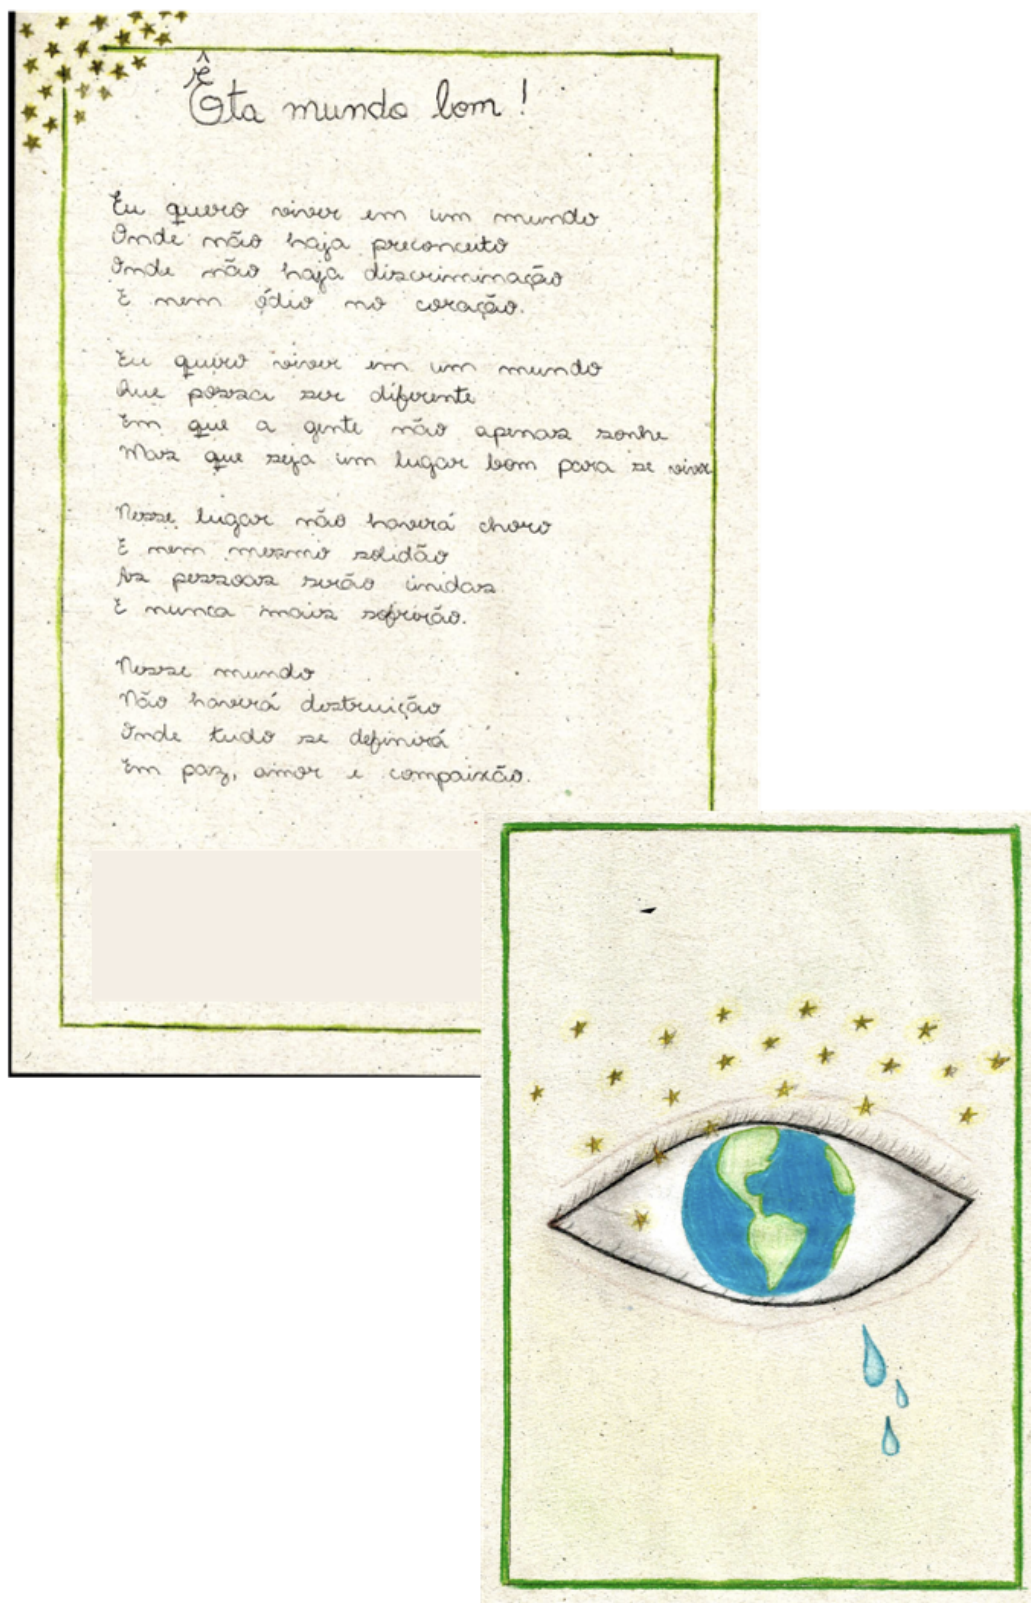 Êta mundo bom!
Eu quero viver em um mundo
Onde não haja preconceito
Onde não haja discriminação
E nem ódio no coração.
Eu quero viver em um mundo
Que possa ser diferente
Em que a gente não apenas sonhe
Mas que seja um lugar bom para se viver
Nesse lugar não haverá choro
E nem mesmo solidão
As pessoas serão unidas
E nunca mais sofrerão.
Nesse mundo
Não haverá destruição
Onde tudo se definirá
Em paz, amor e compaixão.